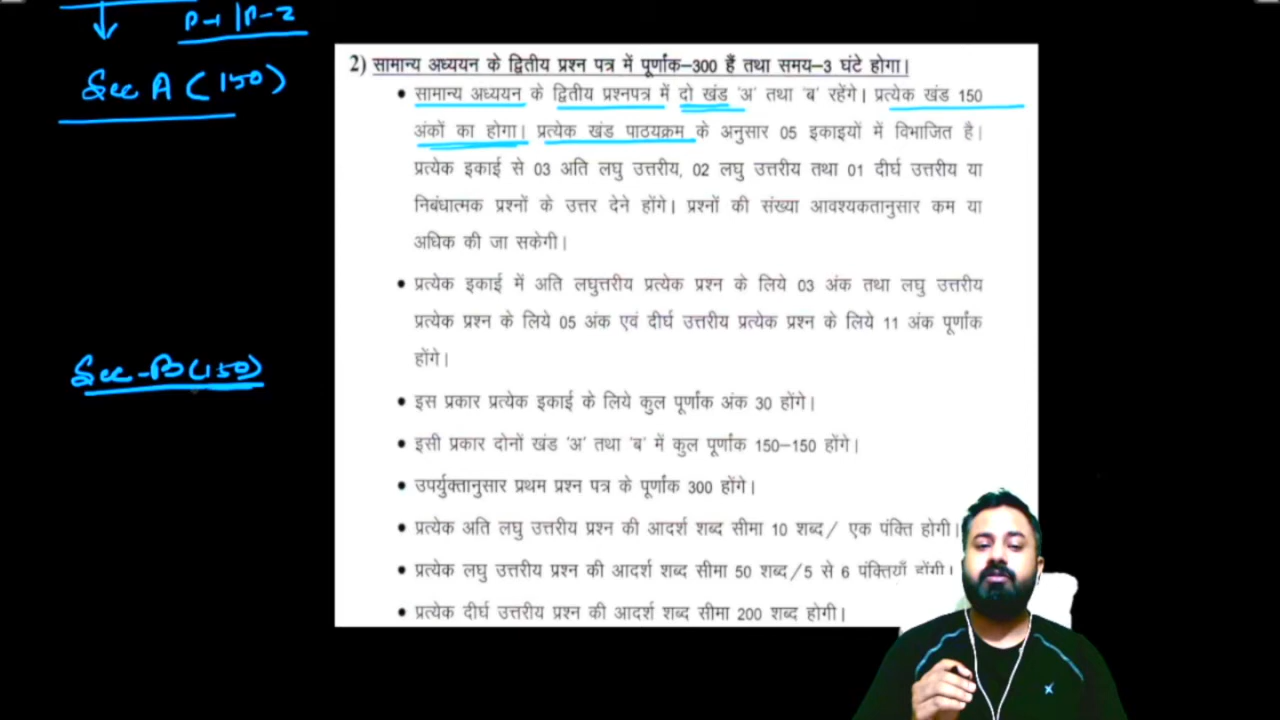 P-1 | P-2
Sec A (150)
2) सामान्य अध्ययन के द्वितीय प्रश्न पत्र में पूर्णांक–300 हैं तथा समय–3 घंटे होगा।
• सामान्य अध्ययन के द्वितीय प्रश्नपत्र में दो खंड 'अ' तथा 'ब' रहेंगे। प्रत्येक खंड 150
अंकों का होगा। प्रत्येक खंड पाठयक्रम के अनुसार 05 इकाइयों में विभाजित है।
प्रत्येक इकाई से 03 अति लघु उत्तरीय, 02 लघु उत्तरीय तथा 01 दीर्घ उत्तरीय या
निबंधात्मक प्रश्नों के उत्तर देने होंगे। प्रश्नों की संख्या आवश्यकतानुसार कम या
अधिक की जा सकेगी।
• प्रत्येक इकाई में अति लघुत्तरीय प्रत्येक प्रश्न के लिये 03 अंक तथा लघु उत्तरीय
प्रत्येक प्रश्न के लिये 05 अंक एवं दीर्घ उत्तरीय प्रत्येक प्रश्न के लिये 11 अंक पूर्णांक
होंगे।
Sec-B (150)
• इस प्रकार प्रत्येक इकाई के लिये कुल पूर्णांक अंक 30 होंगे।
• इसी प्रकार दोनों खंड 'अ' तथा 'ब' में कुल पूर्णांक 150–150 होंगे।
• उपर्युक्तानुसार प्रथम प्रश्न पत्र के पूर्णांक 300 होंगे।
• प्रत्येक अति लघु उत्तरीय प्रश्न की आदर्श शब्द सीमा 10 शब्द/ एक पंक्ति होगी।
• प्रत्येक लघु उत्तरीय प्रश्न की आदर्श शब्द सीमा 50 शब्द/5 से 6 पंक्तियाँ होंगी।
• प्रत्येक दीर्घ उत्तरीय प्रश्न की आदर्श शब्द सीमा 200 शब्द होगी।